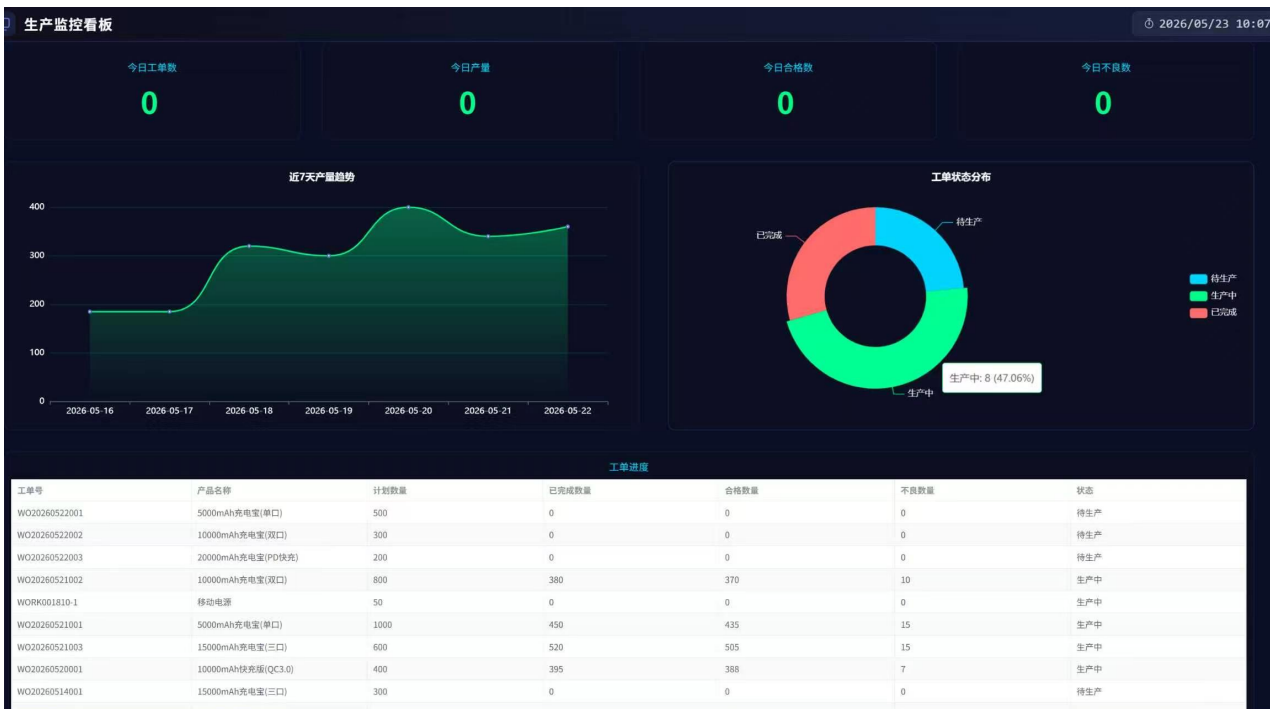 生产监控看板
2026/05/23 10:07
今日工单数
今日产量
今日合格数
今日不良数
0
0
0
0
近7天产量趋势
400
300
200
100
0
2026-05-16
2026-05-17
2026-05-18
2026-05-19
2026-05-20
2026-05-21
2026-05-22
工单状态分布
待生产
已完成
生产中: 8 (47.06%)
生产中
待生产
生产中
已完成
工单进度
工单号 产品名称 计划数量 已完成数量 合格数量 不良数量 状态
WO20260522001 5000mAh充电宝(单口) 500 0 0 0 待生产
WO20260522002 10000mAh充电宝(双口) 300 0 0 0 待生产
WO20260522003 20000mAh充电宝(PD快充) 200 0 0 0 待生产
WO20260521002 10000mAh充电宝(双口) 800 380 370 10 生产中
WORK001810-1 移动电源 50 0 0 0 生产中
WO20260521001 5000mAh充电宝(单口) 1000 450 435 15 生产中
WO20260521003 15000mAh充电宝(三口) 600 520 505 15 生产中
WO20260520001 10000mAh快充版(QC3.0) 400 395 388 7 生产中
WO20260514001 15000mAh充电宝(三口) 300 0 0 0 待生产